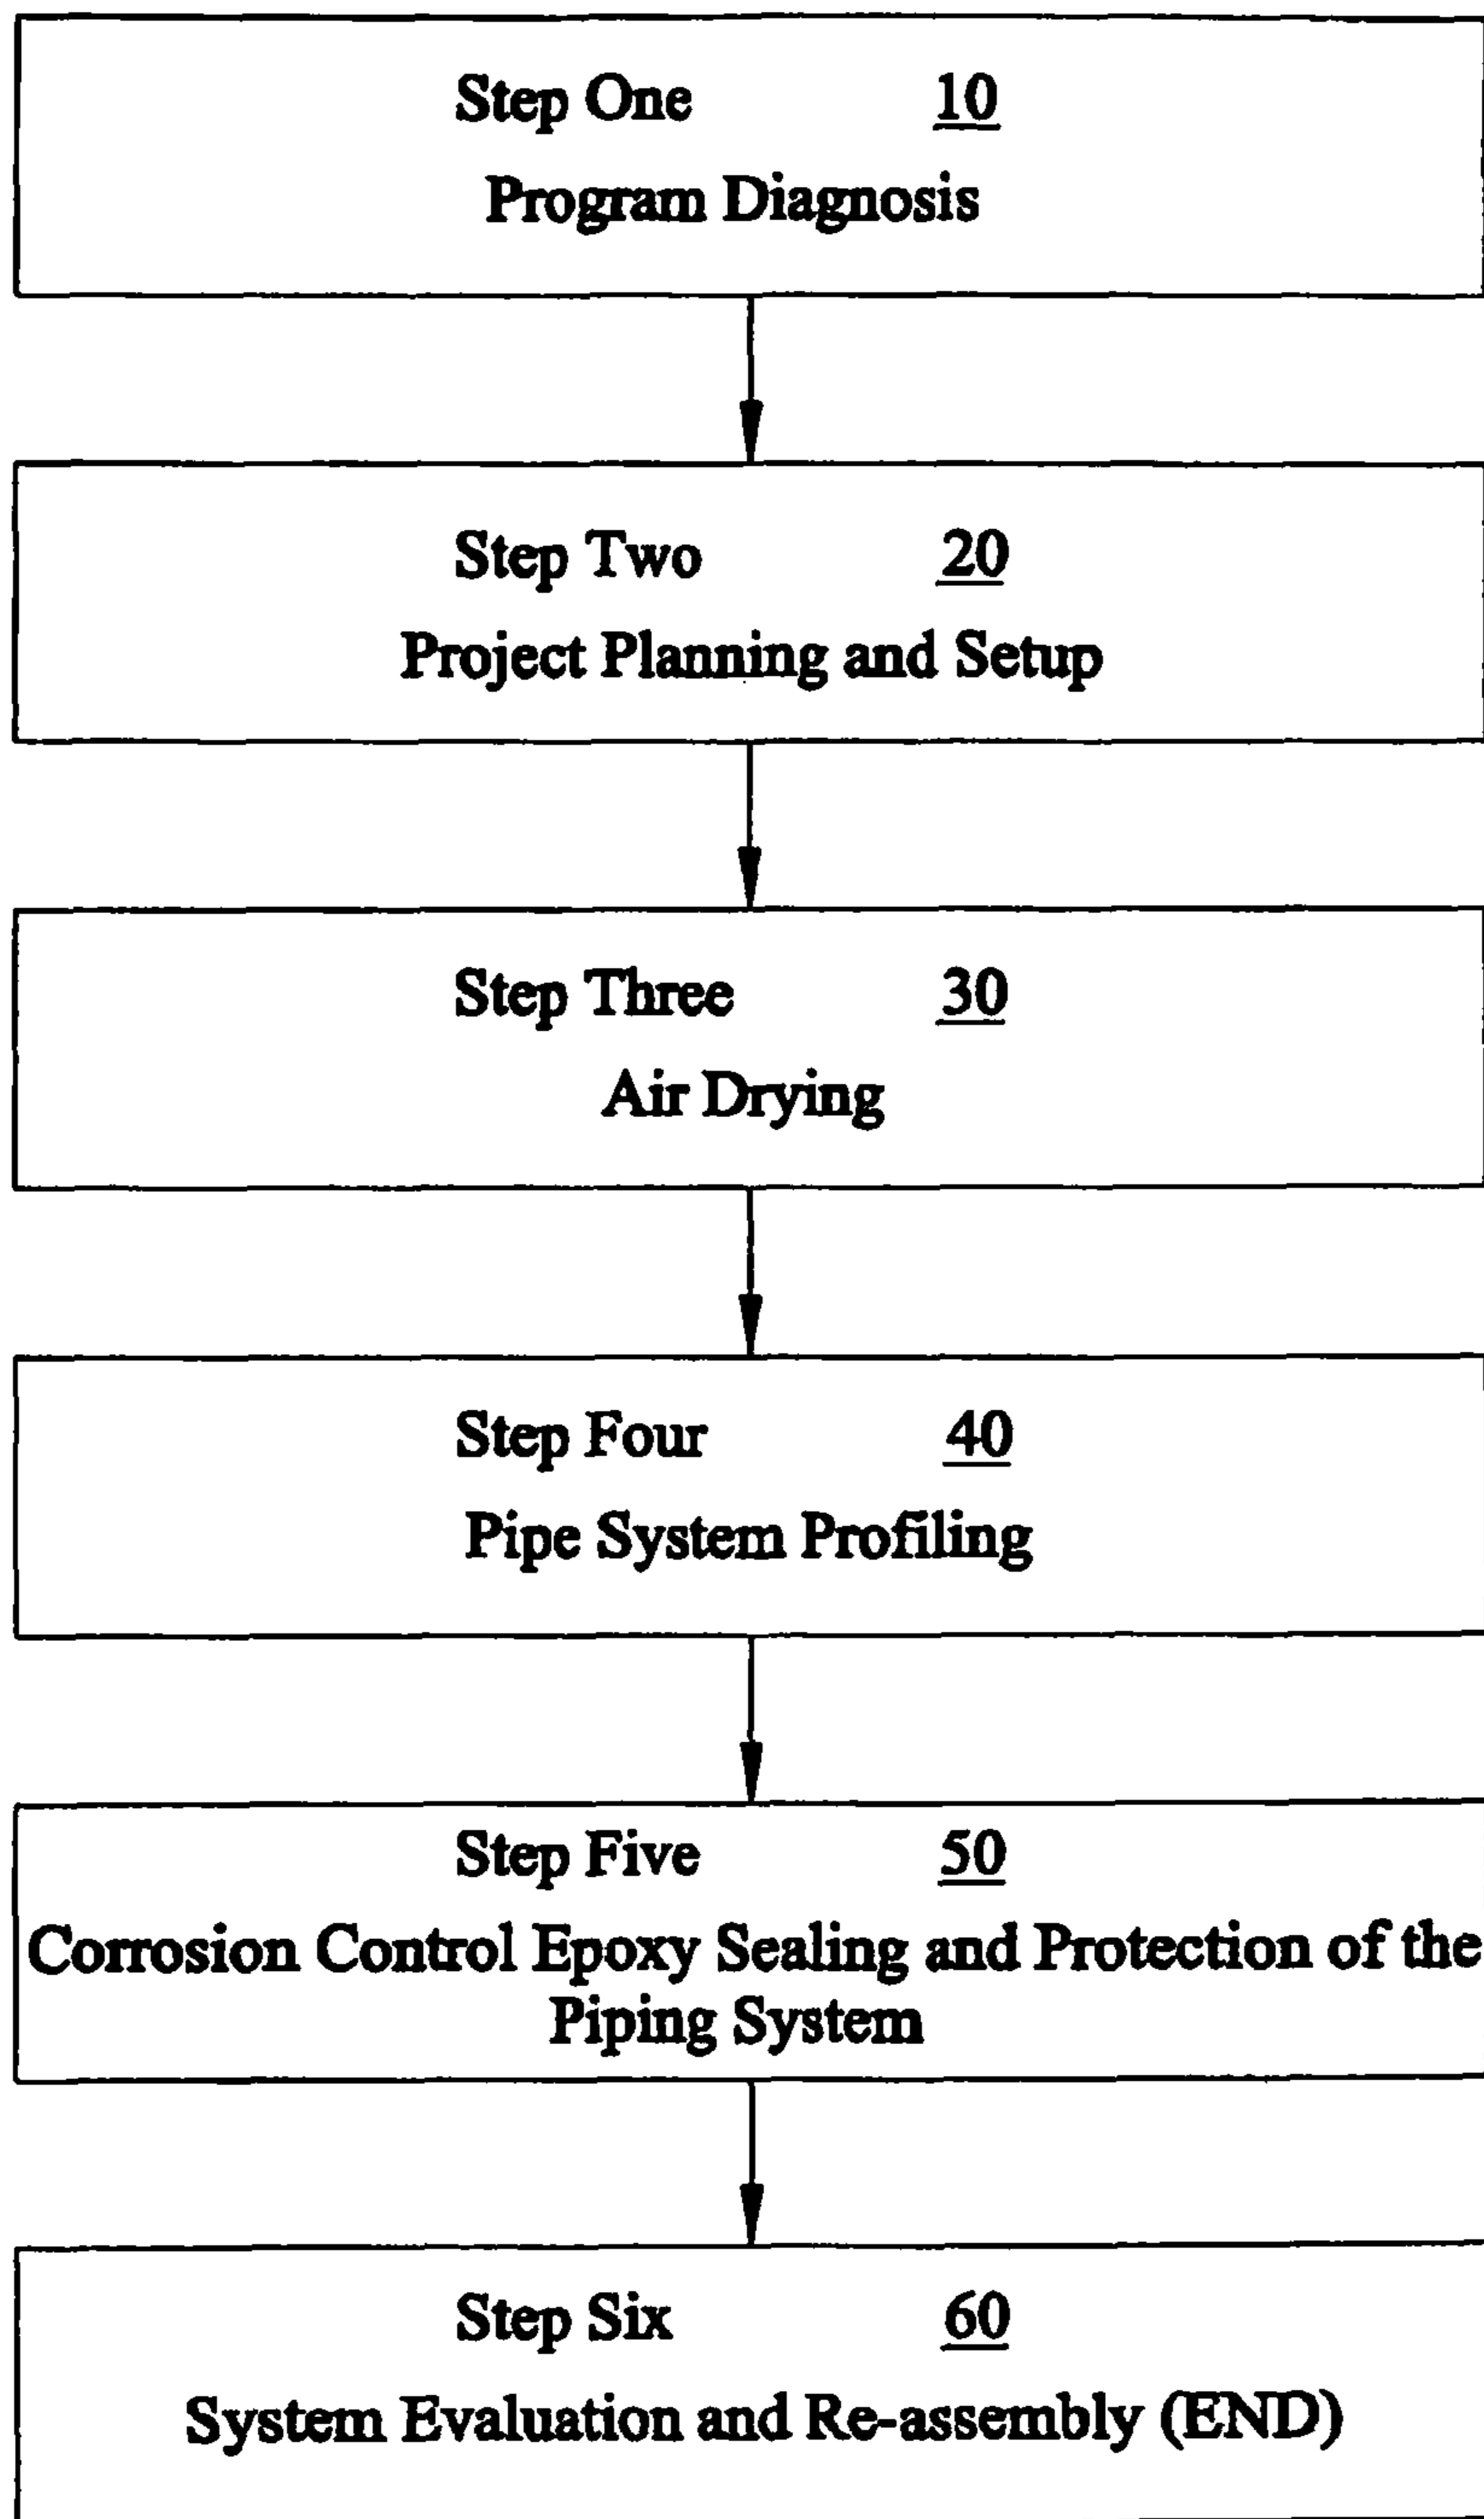 Step One 10
Program Diagnosis
Step Two 20
Project Planning and Setup
Step Three 30
Air Drying
Step Four 40
Pipe System Profiling
Step Five 50
Corrosion Control Epoxy Sealing and Protection of the
Piping System
Step Six 60
System Evaluation and Re-assembly (END)